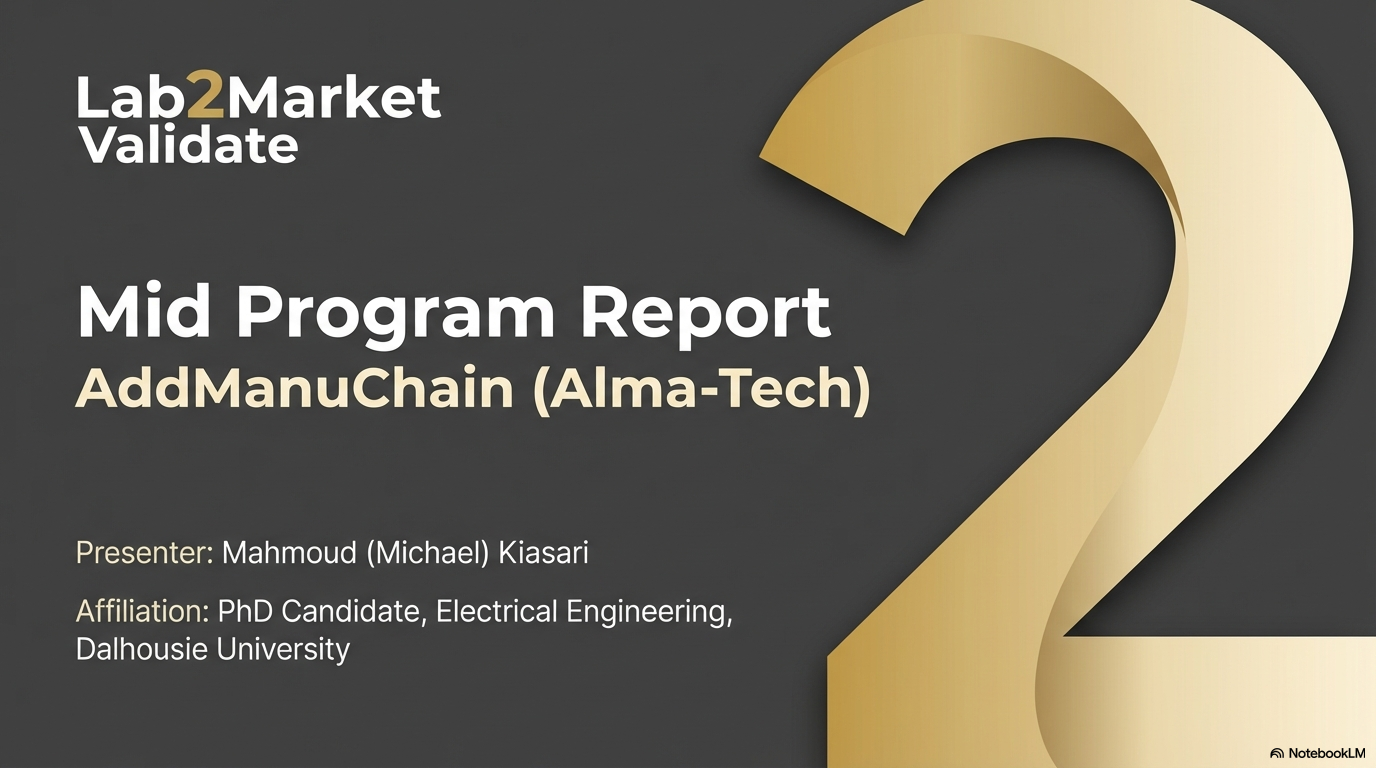 Lab2Market
Validate
Mid Program Report
AddManuChain (Alma-Tech)
Presenter: Mahmoud (Michael) Kiasari
Affiliation: PhD Candidate, Electrical Engineering,
Dalhousie University
2
NotebookLM